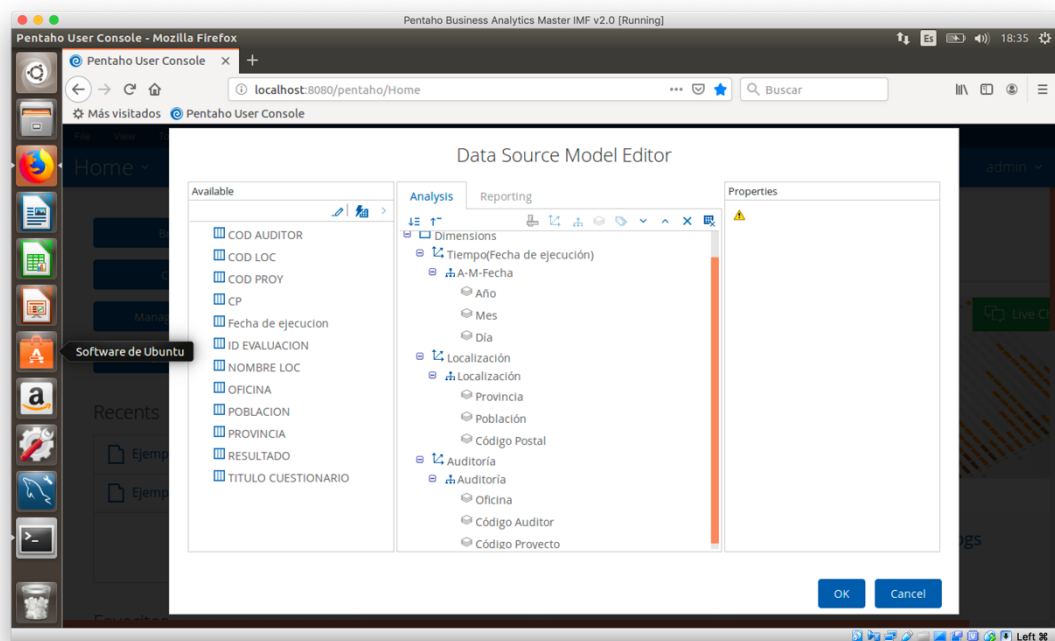 Pentaho Business Analytics Master IMF v2.0 [Running]
Pentaho User Console - Mozilla Firefox
Es
18:35
Pentaho User Console
localhost:8080/pentaho/Home
Buscar
Más visitados
Pentaho User Console
File View
Home
admin
Data Source Model Editor
Available
Analysis
Reporting
Properties
COD AUDITOR
COD LOC
COD PROY
CP
Fecha de ejecucion
ID EVALUACION
NOMBRE LOC
OFICINA
POBLACION
PROVINCIA
RESULTADO
TITULO CUESTIONARIO
Dimensions
Tiempo(Fecha de ejecución)
A-M-Fecha
Año
Mes
Día
Localización
Localización
Provincia
Población
Código Postal
Auditoría
Auditoría
Oficina
Código Auditor
Código Proyecto
Software de Ubuntu
Live
Recents
OK
Cancel
Left ⌘